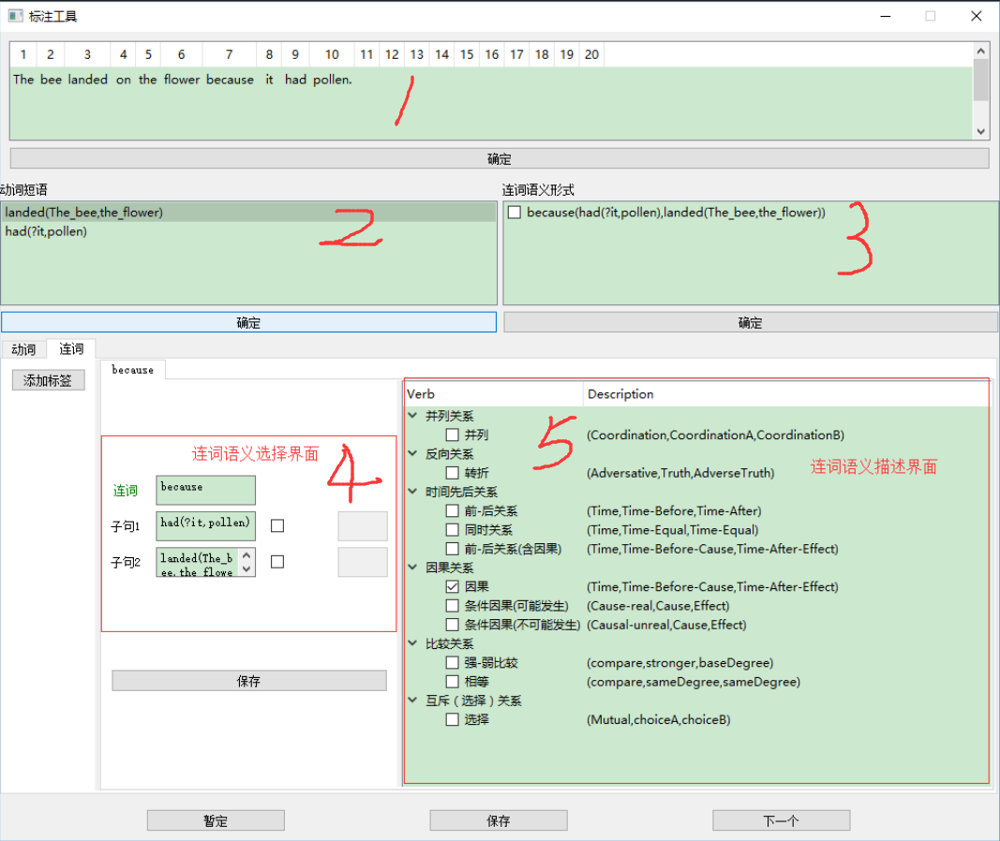 标注工具
1 2 3 4 5 6 7 8 9 10 11 12 13 14 15 16 17 18 19 20
The bee landed on the flower because it had pollen.
1
确定
动词短语
连词语义形式
landed(The_bee,the_flower)
had(?it,pollen)
2
because(had(?it,pollen),landed(The_bee,the_flower))
3
确定
确定
动词 连词
添加标签
because
连词语义选择界面
4
连词 because
子句1 had(?it,pollen)
子句2 landed(The_b
ee,the_flowe
保存
Verb Description
并列关系
并列 (Coordination,CoordinationA,CoordinationB)
5
反向关系
连词语义描述界面
转折 (Adversative,Truth,AdverseTruth)
时间先后关系
前-后关系 (Time,Time-Before,Time-After)
同时关系 (Time,Time-Equal,Time-Equal)
前-后关系(含因果) (Time,Time-Before-Cause,Time-After-Effect)
因果关系
因果 (Time,Time-Before-Cause,Time-After-Effect)
条件因果(可能发生) (Cause-real,Cause,Effect)
条件因果(不可能发生) (Causal-unreal,Cause,Effect)
比较关系
强-弱比较 (compare,stronger,baseDegree)
相等 (compare,sameDegree,sameDegree)
互斥（选择）关系
选择 (Mutual,choiceA,choiceB)
暂定 保存 下一个